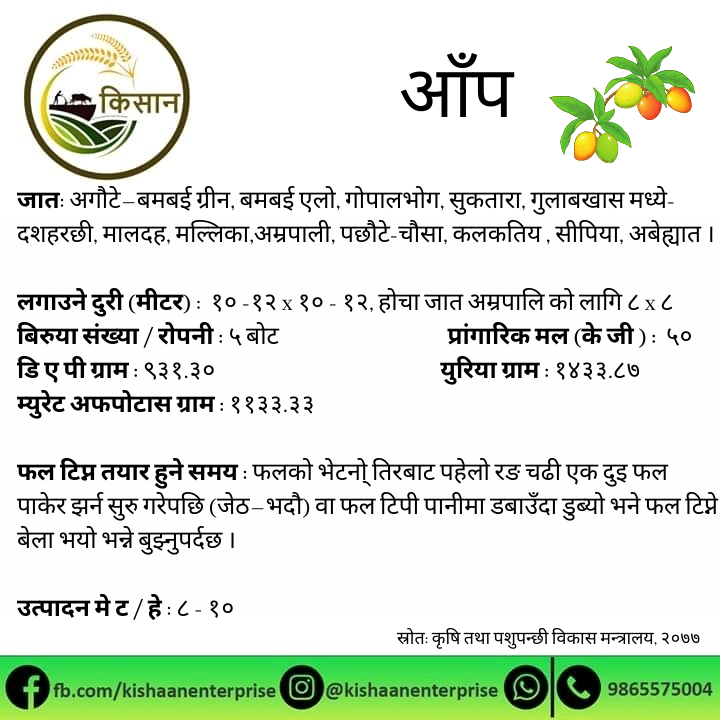 किसान
आँप
जातः अगौटे–बमबई ग्रीन, बमबई एलो, गोपालभोग, सुकतारा, गुलाबखास मध्ये-
दशहरछी, मालदह, मल्लिका,अम्रपाली, पछौटे-चौसा, कलकतिय , सीपिया, अबेह्यात ।
लगाउने दुरी (मीटर) : १० -१२ x १० - १२, होचा जात अम्रपालि को लागि ८ x ८
बिरुया संख्या / रोपनी : ५ बोट प्रांगारिक मल (के जी ) : ५०
डि ए पी ग्राम : ९३१.३० युरिया ग्राम : १४३३.८७
म्युरेट अफपोटास ग्राम : ११३३.३३
फल टिप्न तयार हुने समय : फलको भेटनो् तिरबाट पहेलो रङ चढी एक दुइ फल
पाकेर झर्न सुरु गरेपछि (जेठ–भदौ) वा फल टिपी पानीमा डबाउँदा डुब्यो भने फल टिप्ने
बेला भयो भन्ने बुझ्नुपर्दछ ।
उत्पादन मे ट / हे : ८ - १०
स्रोतः कृषि तथा पशुपन्छी विकास मन्त्रालय, २०७७
fb.com/kishaanenterprise @kishaanenterprise 9865575004